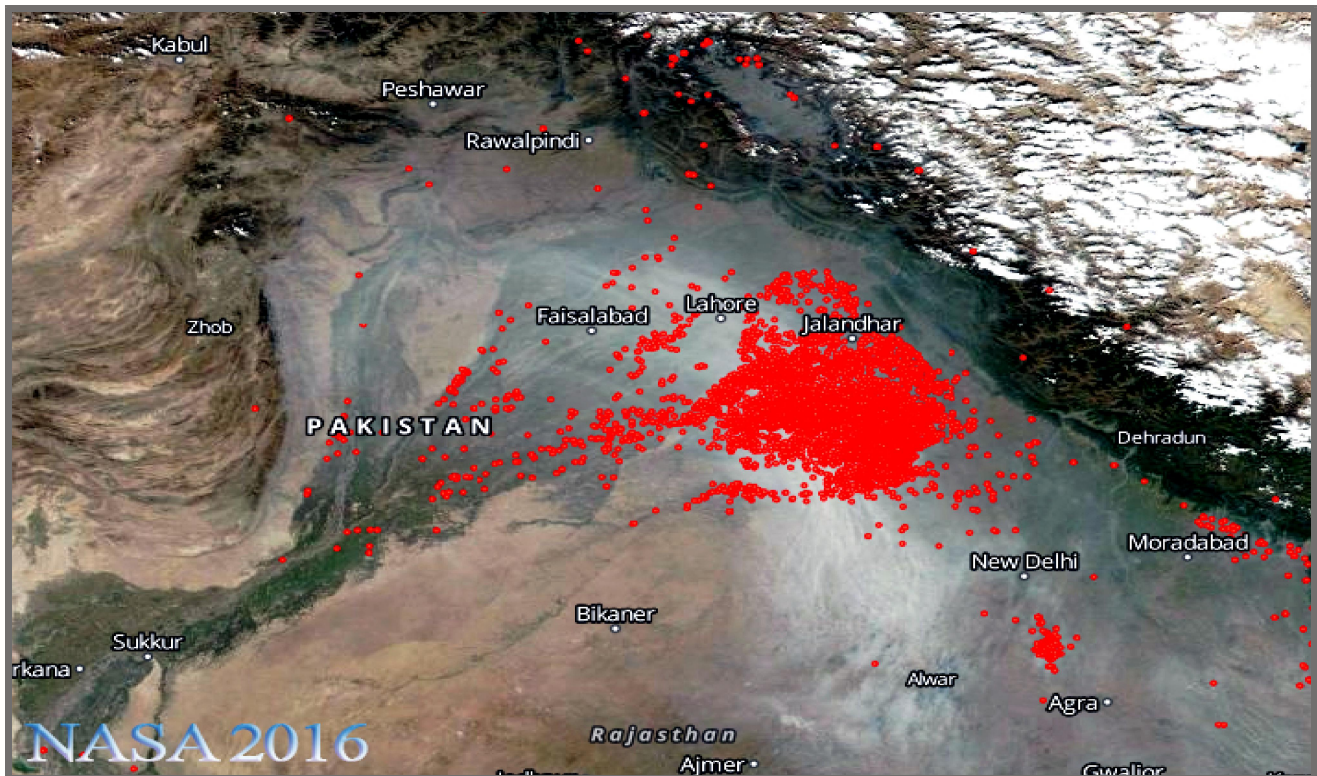 Kabul
Peshawar
Rawalpindi
Lahore
Faisalabad
Jalandhar
Zhob
PAKISTAN
Dehradun
Moradabad
New Delhi
Bikaner
Sukkur
rkana
Alwar
Agra
NASA 2016
Rajasthan
Ajmer
Gwalior